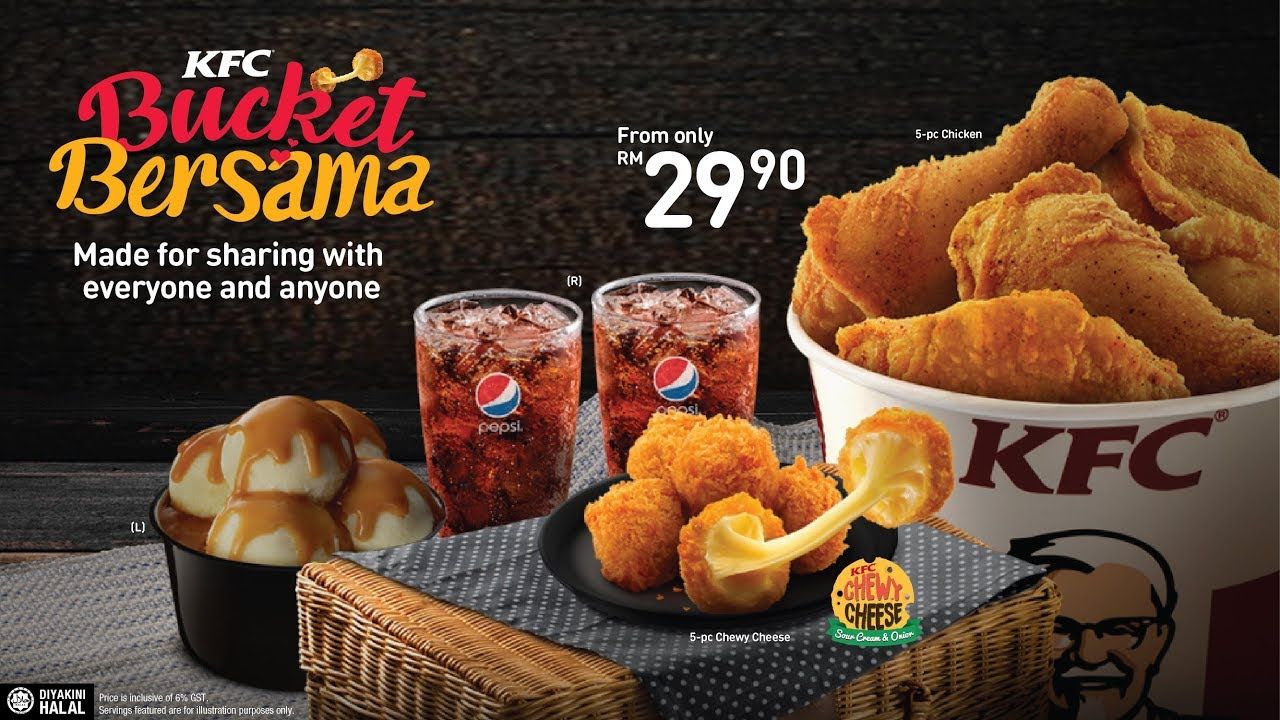 KFC
Bucket
Bersama
Made for sharing with
everyone and anyone
From only
RM 29 90
5-pc Chicken
(R)
pepsi
pepsi
(L)
KFC®
KFC
CHEWY
CHEESE
Sour Cream & Onion
5-pc Chewy Cheese
DIYAKINI
HALAL
Price is inclusive of 6% GST.
Servings featured are for illustration purposes only.